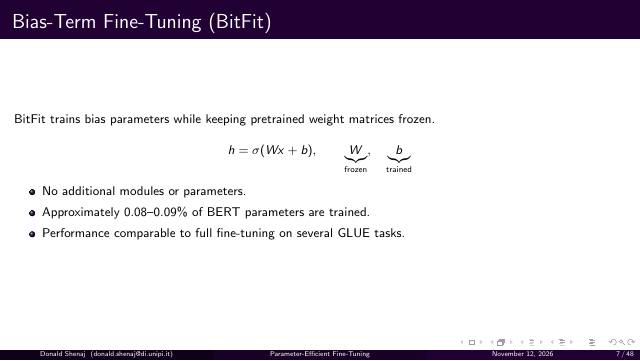 Bias-Term Fine-Tuning (BitFit)
BitFit trains bias parameters while keeping pretrained weight matrices frozen.
h = σ(Wx + b), W, b
frozen trained
No additional modules or parameters.
Approximately 0.08–0.09% of BERT parameters are trained.
Performance comparable to full fine-tuning on several GLUE tasks.
Donald Shenaj (donald.shenaj@di.unipi.it) Parameter-Efficient Fine-Tuning November 12, 2026 7 / 48